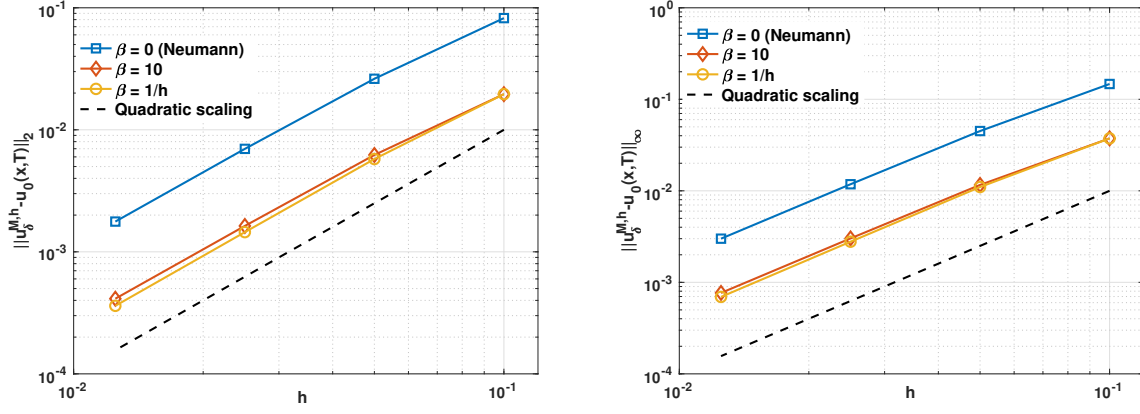 10^0
10^-1
β = 0 (Neumann)
β = 10
β = 1/h
Quadratic scaling
10^-2
10^-3
10^-4
||u_δ^{M,h}-u_0(x,T)||_2
10^-2
h
10^-1
10^0
β = 0 (Neumann)
β = 10
β = 1/h
Quadratic scaling
10^-1
10^-2
10^-3
10^-4
||u_δ^{M,h}-u_0(x,T)||_∞
10^-2
h
10^-1